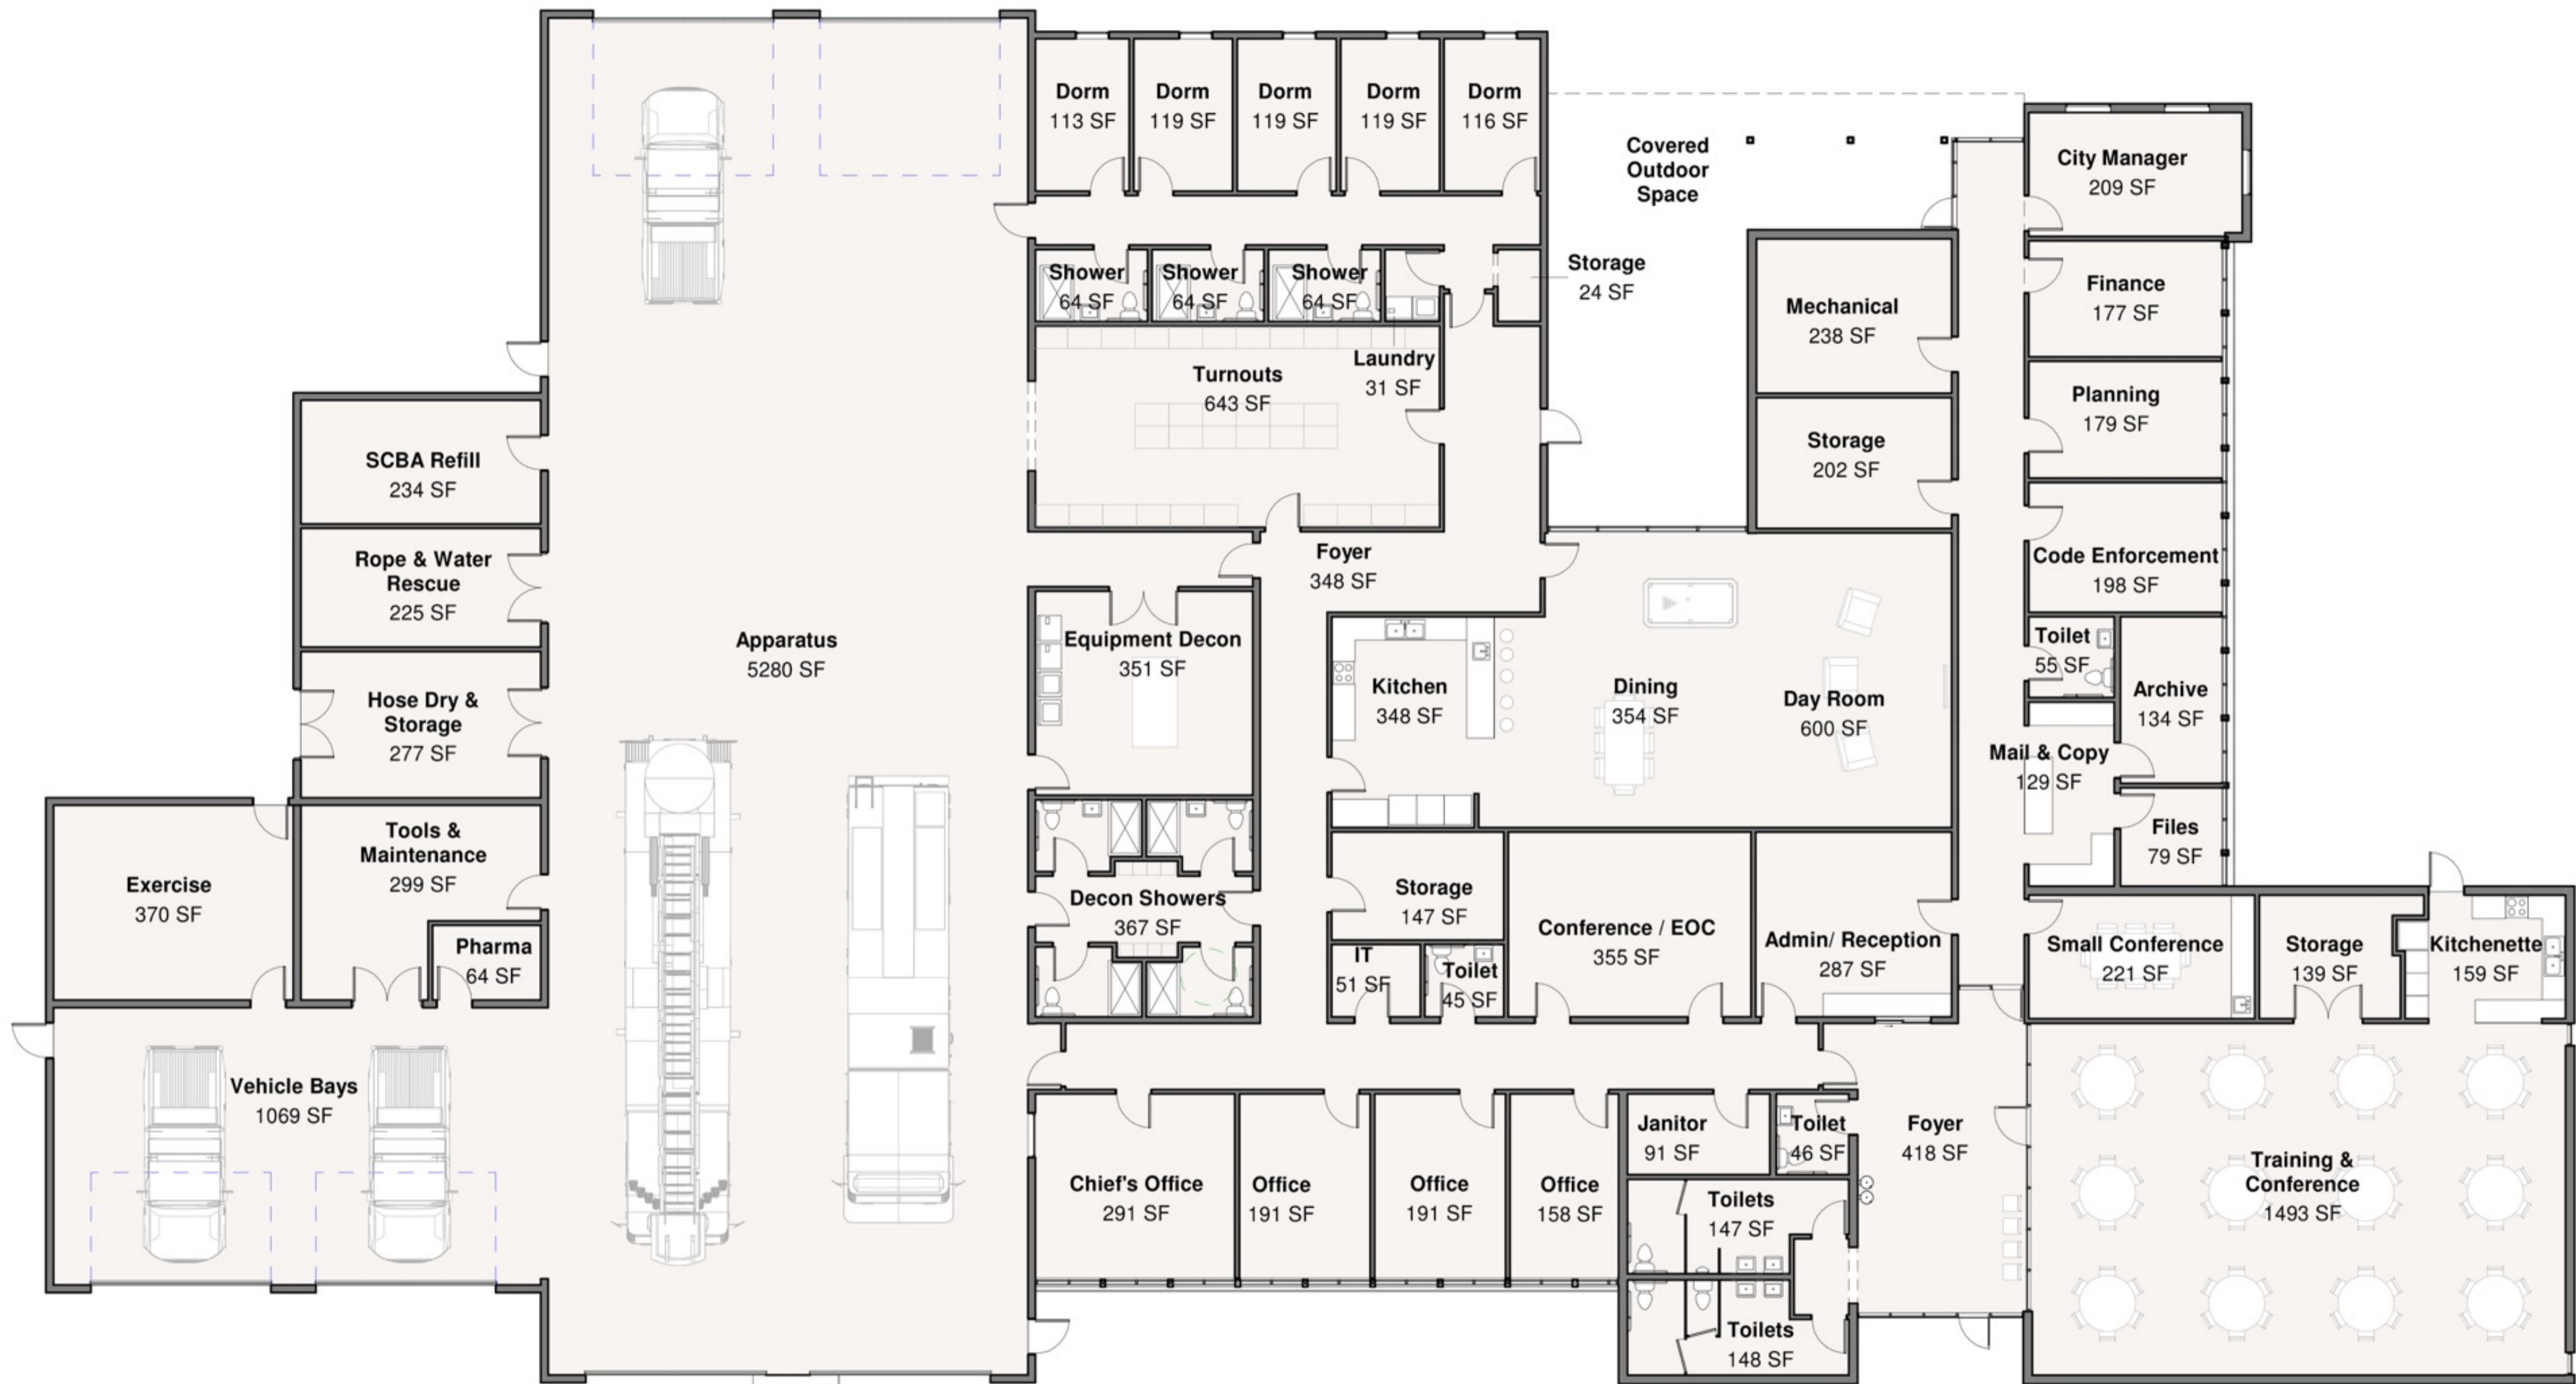 Dorm
113 SF
Dorm
119 SF
Dorm
119 SF
Dorm
119 SF
Dorm
116 SF
Covered
Outdoor
Space
City Manager
209 SF
Shower
64 SF
Shower
64 SF
Shower
64 SF
Storage
24 SF
Mechanical
238 SF
Finance
177 SF
Turnouts
643 SF
Laundry
31 SF
Planning
179 SF
SCBA Refill
234 SF
Storage
202 SF
Rope & Water
Rescue
225 SF
Foyer
348 SF
Code Enforcement
198 SF
Apparatus
5280 SF
Equipment Decon
351 SF
Toilet
55 SF
Hose Dry &
Storage
277 SF
Kitchen
348 SF
Dining
354 SF
Day Room
600 SF
Archive
134 SF
Mail & Copy
129 SF
Tools &
Maintenance
299 SF
Files
79 SF
Exercise
370 SF
Decon Showers
367 SF
Storage
147 SF
Conference / EOC
355 SF
Admin/ Reception
287 SF
Pharma
64 SF
IT
51 SF
Toilet
45 SF
Small Conference
221 SF
Storage
139 SF
Kitchenette
159 SF
Vehicle Bays
1069 SF
Janitor
91 SF
Toilet
46 SF
Foyer
418 SF
Chief's Office
291 SF
Office
191 SF
Office
191 SF
Office
158 SF
Toilets
147 SF
Training &
Conference
1493 SF
Toilets
148 SF